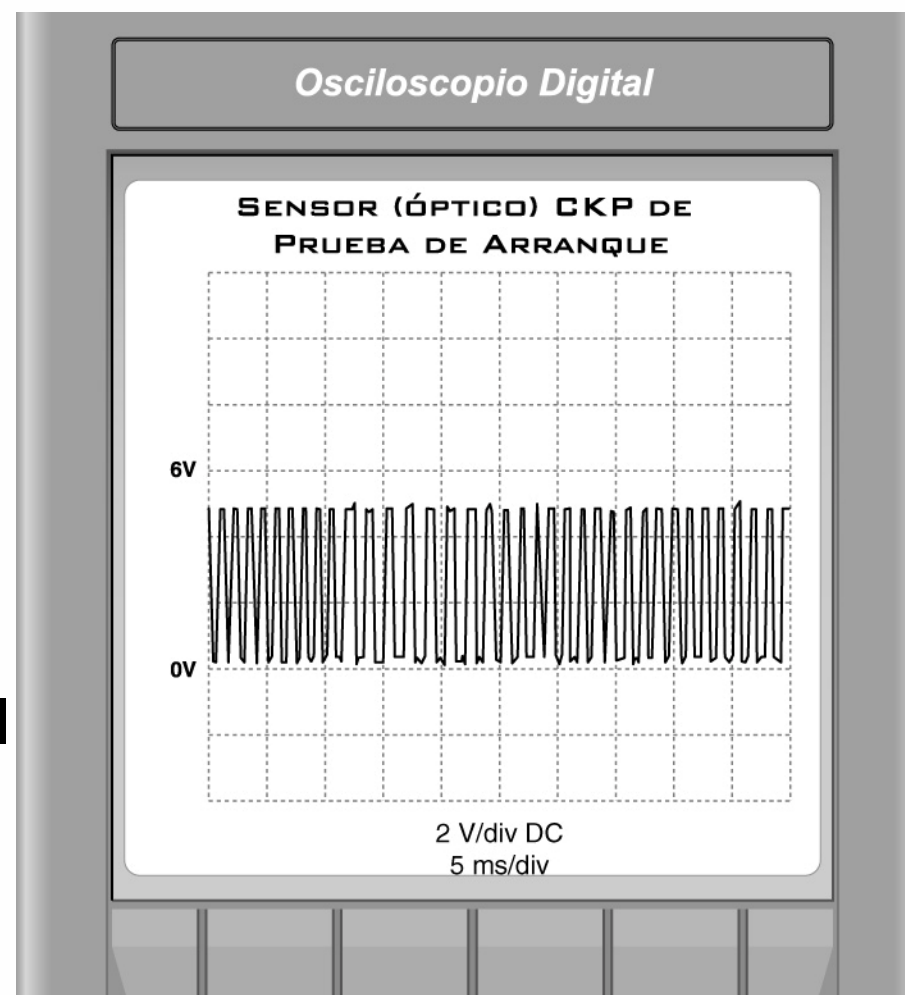 Osciloscopio Digital
SENSOR (ÓPTICO) CKP DE
PRUEBA DE ARRANQUE
6V
0V
2 V/div DC
5 ms/div